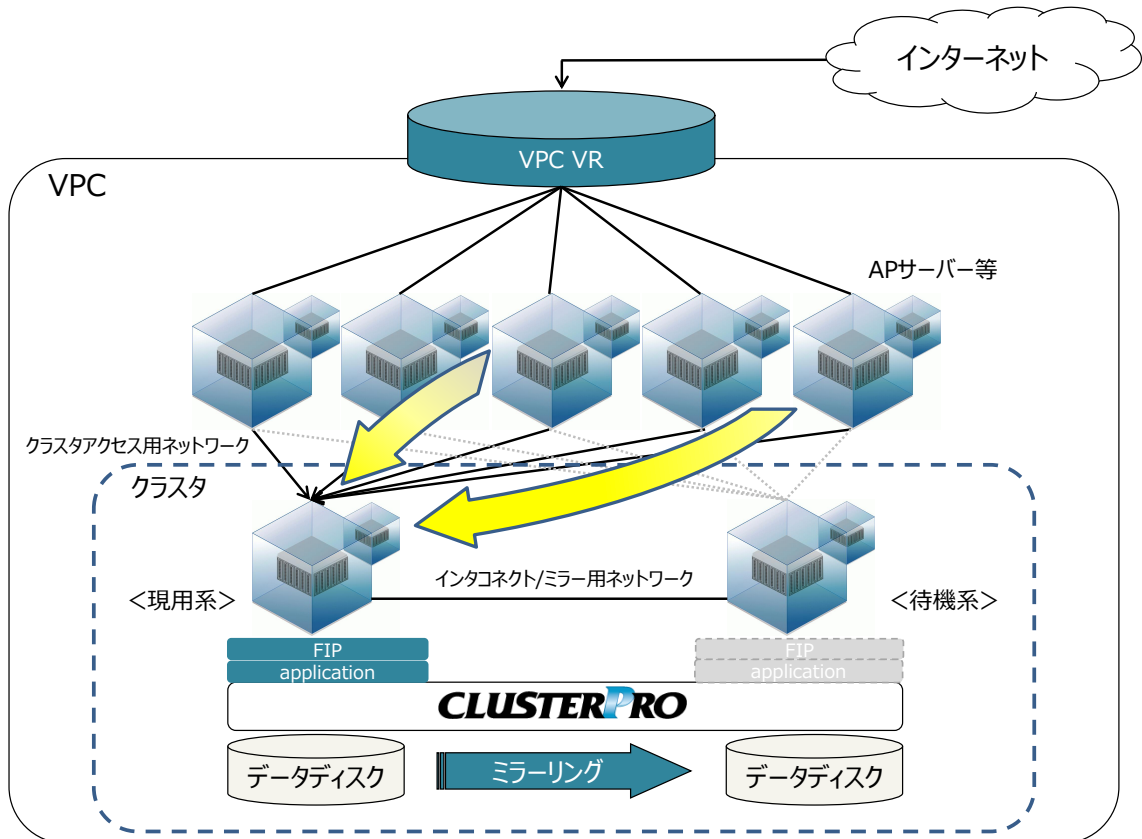 インターネット
VPC VR
VPC
APサーバー等
クラスタアクセス用ネットワーク
クラスタ
インタコネクト/ミラー用ネットワーク
＜現用系＞
＜待機系＞
FIP
application
FIP
application
CLUSTERPRO
データディスク
ミラーリング
データディスク